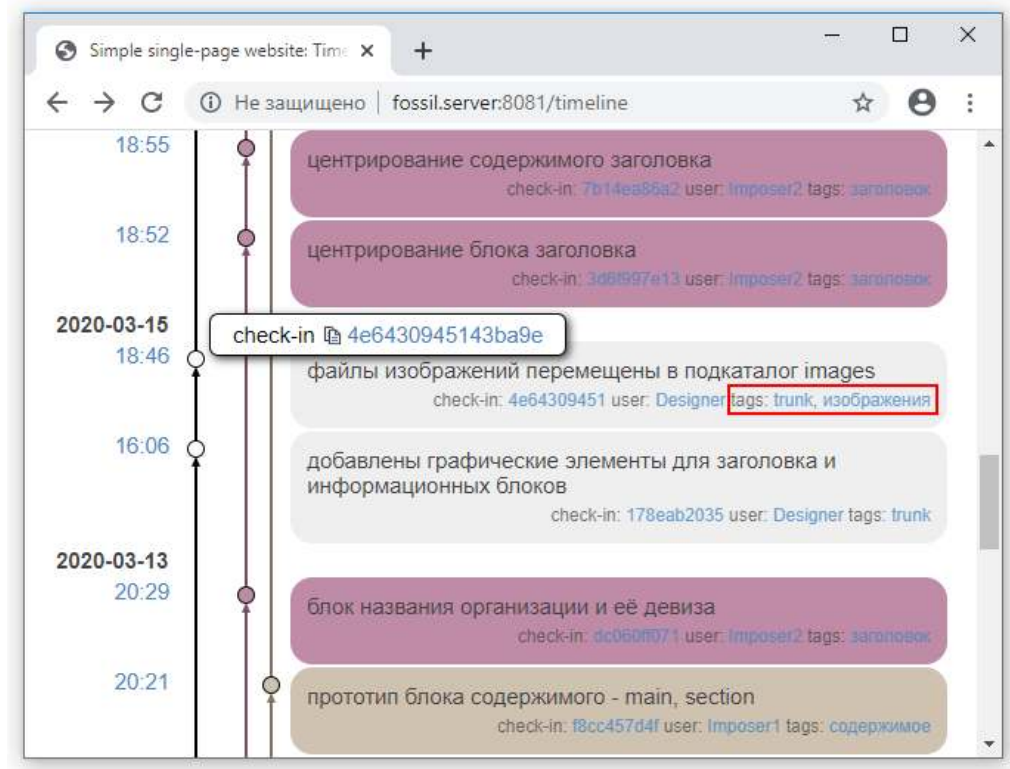 Simple single-page website: Time
Не защищено | fossil.server:8081/timeline
18:55
центрирование содержимого заголовка
check-in: 7b14ea86a2 user: Imposer2 tags: заголовок
18:52
центрирование блока заголовка
check-in: 3d6f997e13 user: Imposer2 tags: заголовок
2020-03-15
check-in 4e6430945143ba9e
18:46
файлы изображений перемещены в подкаталог images
check-in: 4e64309451 user: Designer tags: trunk, изображения
16:06
добавлены графические элементы для заголовка и
информационных блоков
check-in: 178eab2035 user: Designer tags: trunk
2020-03-13
20:29
блок названия организации и её девиза
check-in: dc060ff071 user: Imposer2 tags: заголовок
20:21
прототип блока содержимого - main, section
check-in: f8cc457d4f user: Imposer1 tags: содержимое